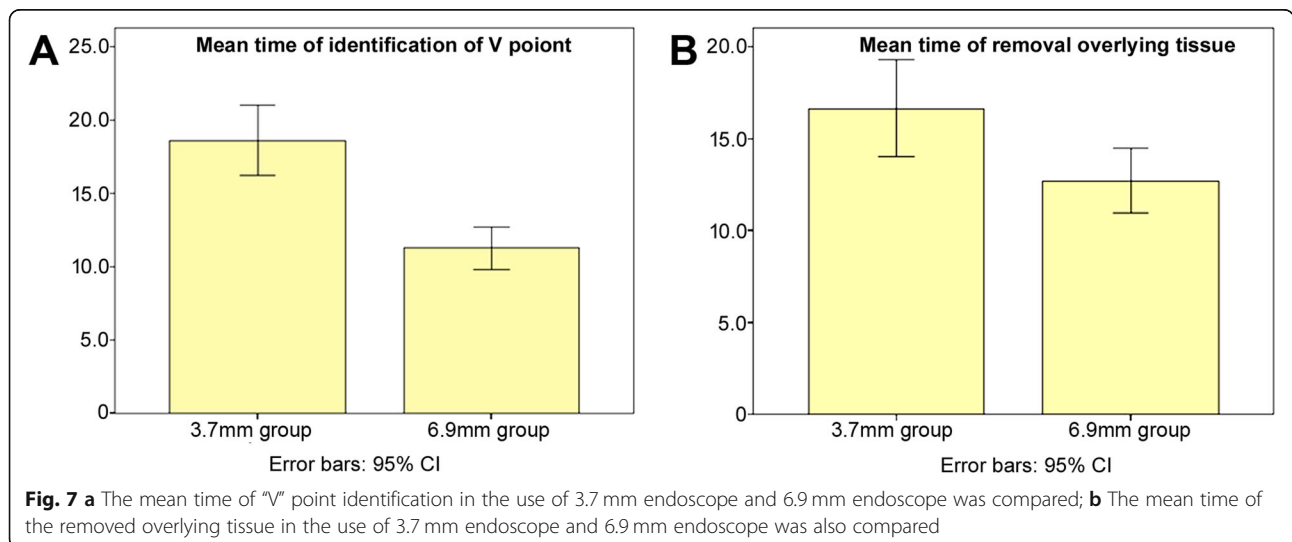 A
Mean time of identification of V poiont
25.0
20.0
15.0
10.0
5.0
0
3.7mm group
6.9mm group
Error bars: 95% CI
B
Mean time of removal overlying tissue
20.0
15.0
10.0
5.0
0
3.7mm group
6.9mm group
Error bars: 95% CI
Fig. 7 a The mean time of “V” point identification in the use of 3.7 mm endoscope and 6.9 mm endoscope was compared; b The mean time of
the removed overlying tissue in the use of 3.7 mm endoscope and 6.9 mm endoscope was also compared